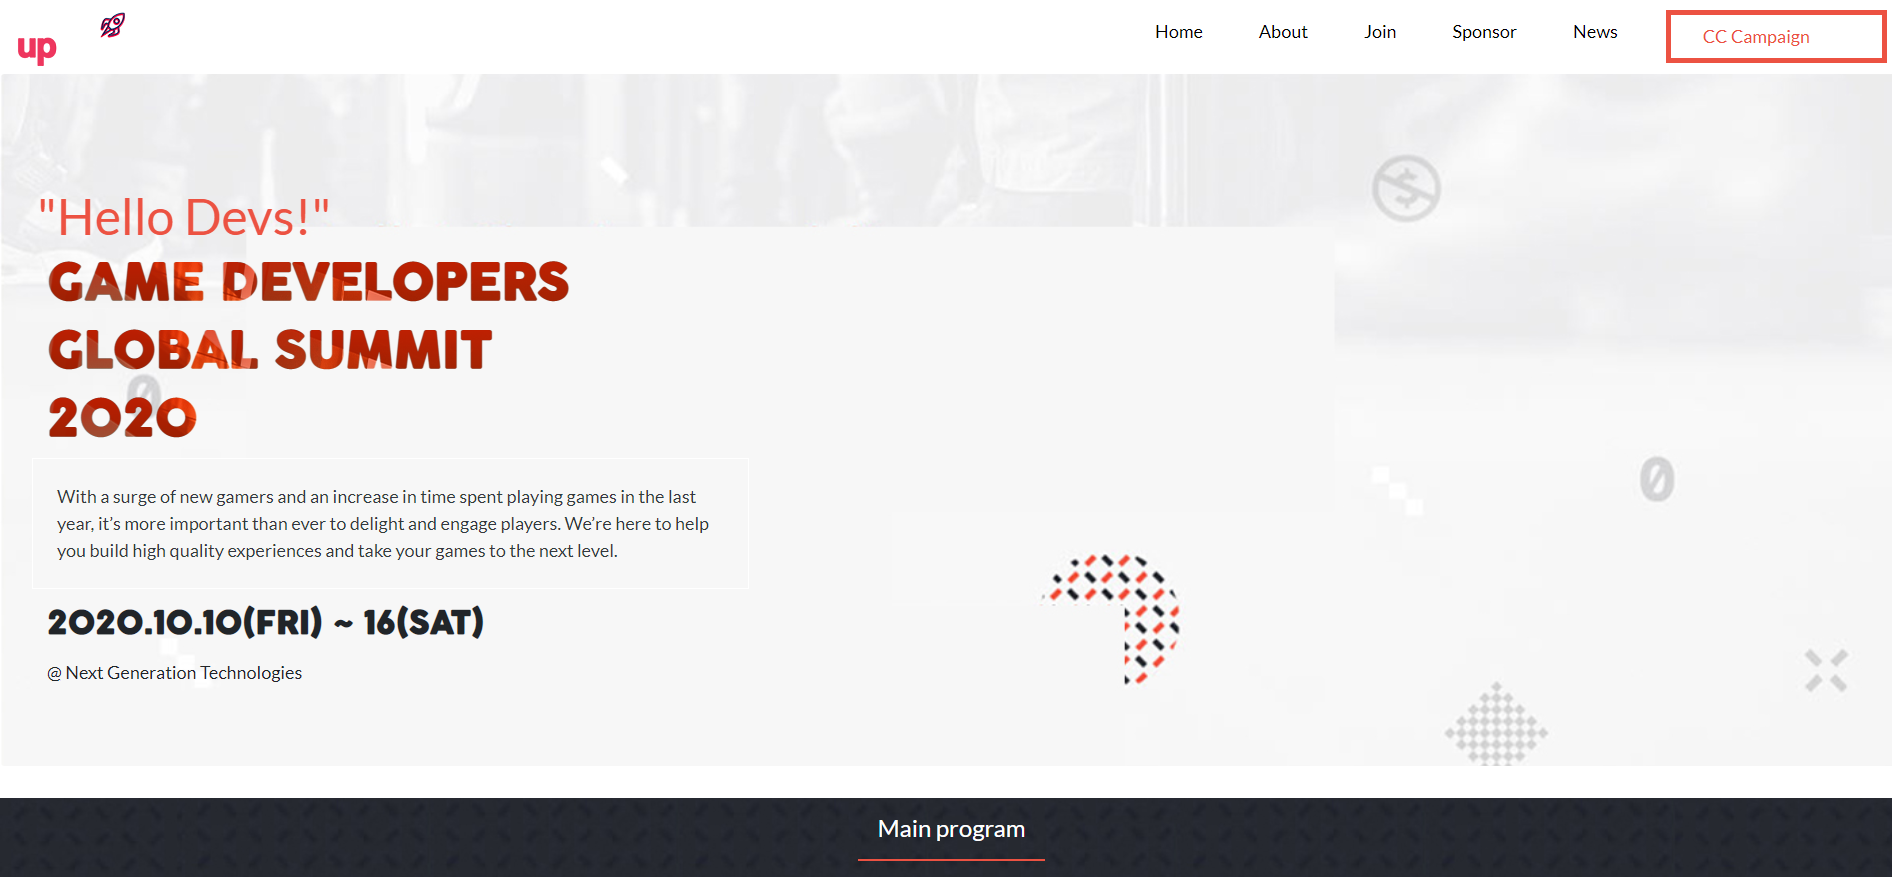 up
Home
About
Join
Sponsor
News
CC Campaign
"Hello Devs!"
GAME DEVELOPERS
GLOBAL SUMMIT
2020
With a surge of new gamers and an increase in time spent playing games in the last
year, it’s more important than ever to delight and engage players. We’re here to help
you build high quality experiences and take your games to the next level.
2020.10.10(FRI) ~ 16(SAT)
@ Next Generation Technologies
Main program